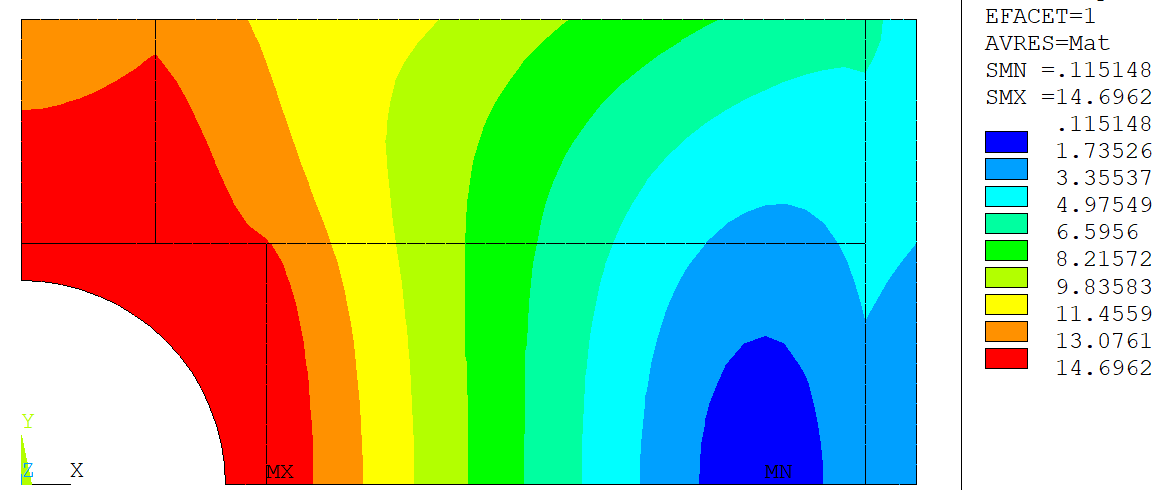 EFACET=1
AVRES=Mat
SMN =.115148
SMX =14.6962
.115148
1.73526
3.35537
4.97549
6.5956
8.21572
9.83583
11.4559
13.0761
14.6962
Y
Z X
MX MN